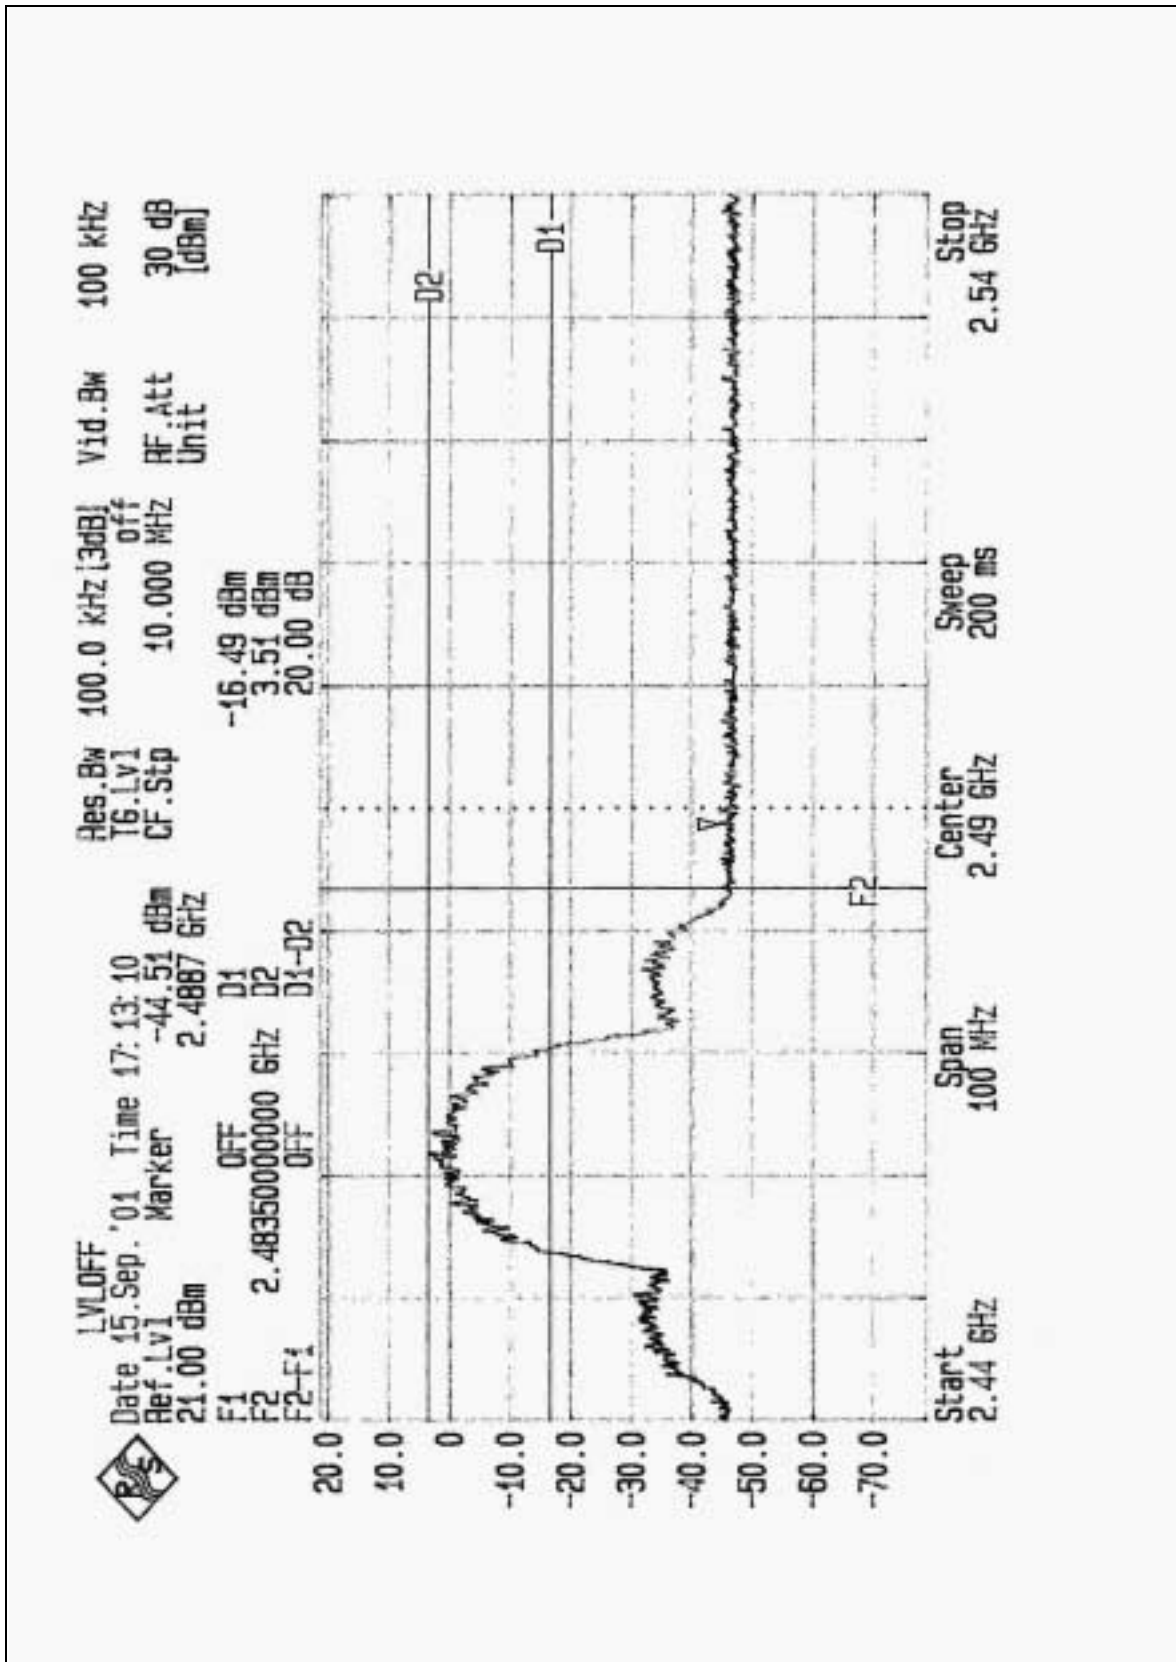 LVLOFF
Date 15.Sep.'01 Time 17:13:10
Ref.Lvl Marker -44.51 dBm Res.Bw 100.0 kHz[3dB] Vid.Bw 100 kHz
21.00 dBm 2.4887 GHz TG.Lvl off
CF.Stp 10.000 MHz RF.Att 30 dB
Unit [dBm]
F1 OFF D1 -16.49 dBm
F2 2.4835000000 GHz D2 3.51 dBm
F2-F1 OFF D1-D2 20.00 dB
20.0
10.0
D2
0
-10.0
D1
-20.0
-30.0
-40.0
-50.0
-60.0
F2
-70.0
Start Span Center Sweep Stop
2.44 GHz 100 MHz 2.49 GHz 200 ms 2.54 GHz